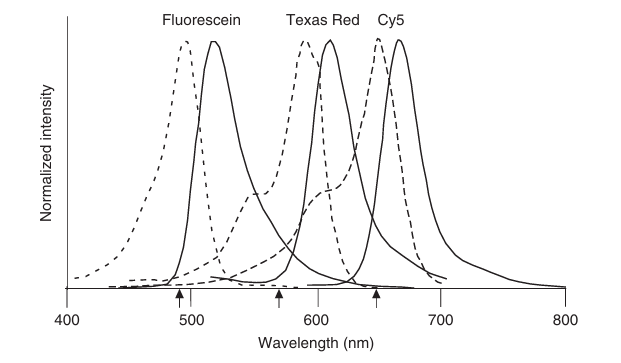 Fluorescein Texas Red Cy5
Normalized intensity
400 500 600 700 800
Wavelength (nm)